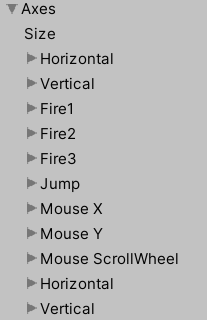 Axes
Size
Horizontal
Vertical
Fire1
Fire2
Fire3
Jump
Mouse X
Mouse Y
Mouse ScrollWheel
Horizontal
Vertical